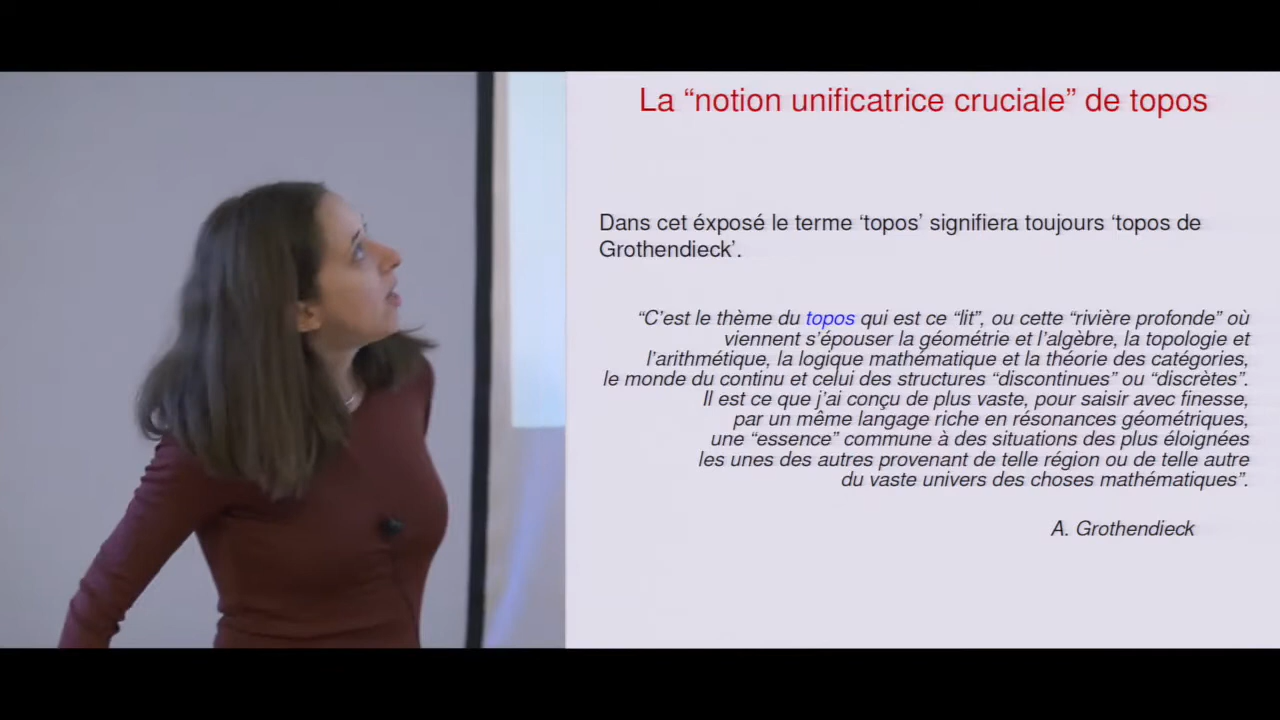 La “notion unificatrice cruciale” de topos
Dans cet éxposé le terme ‘topos’ signifiera toujours ‘topos de
Grothendieck’.
“C’est le thème du topos qui est ce “lit”, ou cette “rivière profonde” où
viennent s’épouser la géométrie et l’algèbre, la topologie et
l’arithmétique, la logique mathématique et la théorie des catégories,
le monde du continu et celui des structures “discontinues” ou “discrètes”.
Il est ce que j’ai conçu de plus vaste, pour saisir avec finesse,
par un même langage riche en résonances géométriques,
une “essence” commune à des situations des plus éloignées
les unes des autres provenant de telle région ou de telle autre
du vaste univers des choses mathématiques”.
A. Grothendieck